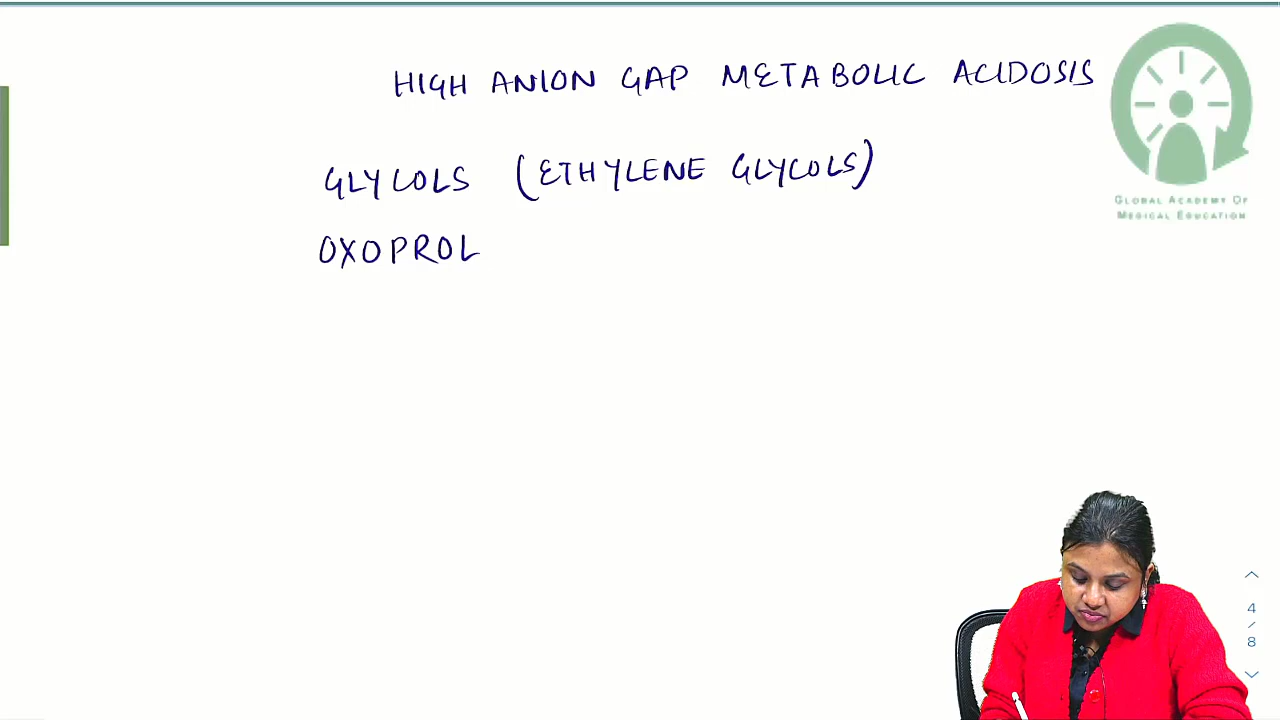 HIGH ANION GAP METABOLIC ACIDOSIS
GLYCOLS (ETHYLENE GLYCOLS)
OXOPROL
GLOBAL ACADEMY OF
MEDICAL EDUCATION
4
/
8